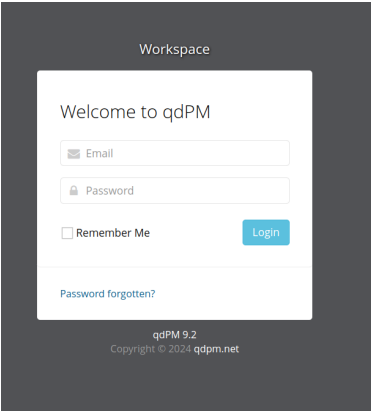 Workspace
Welcome to qdPM
Email
Password
Remember Me
Login
Password forgotten?
qdPM 9.2
Copyright © 2024 qdpm.net